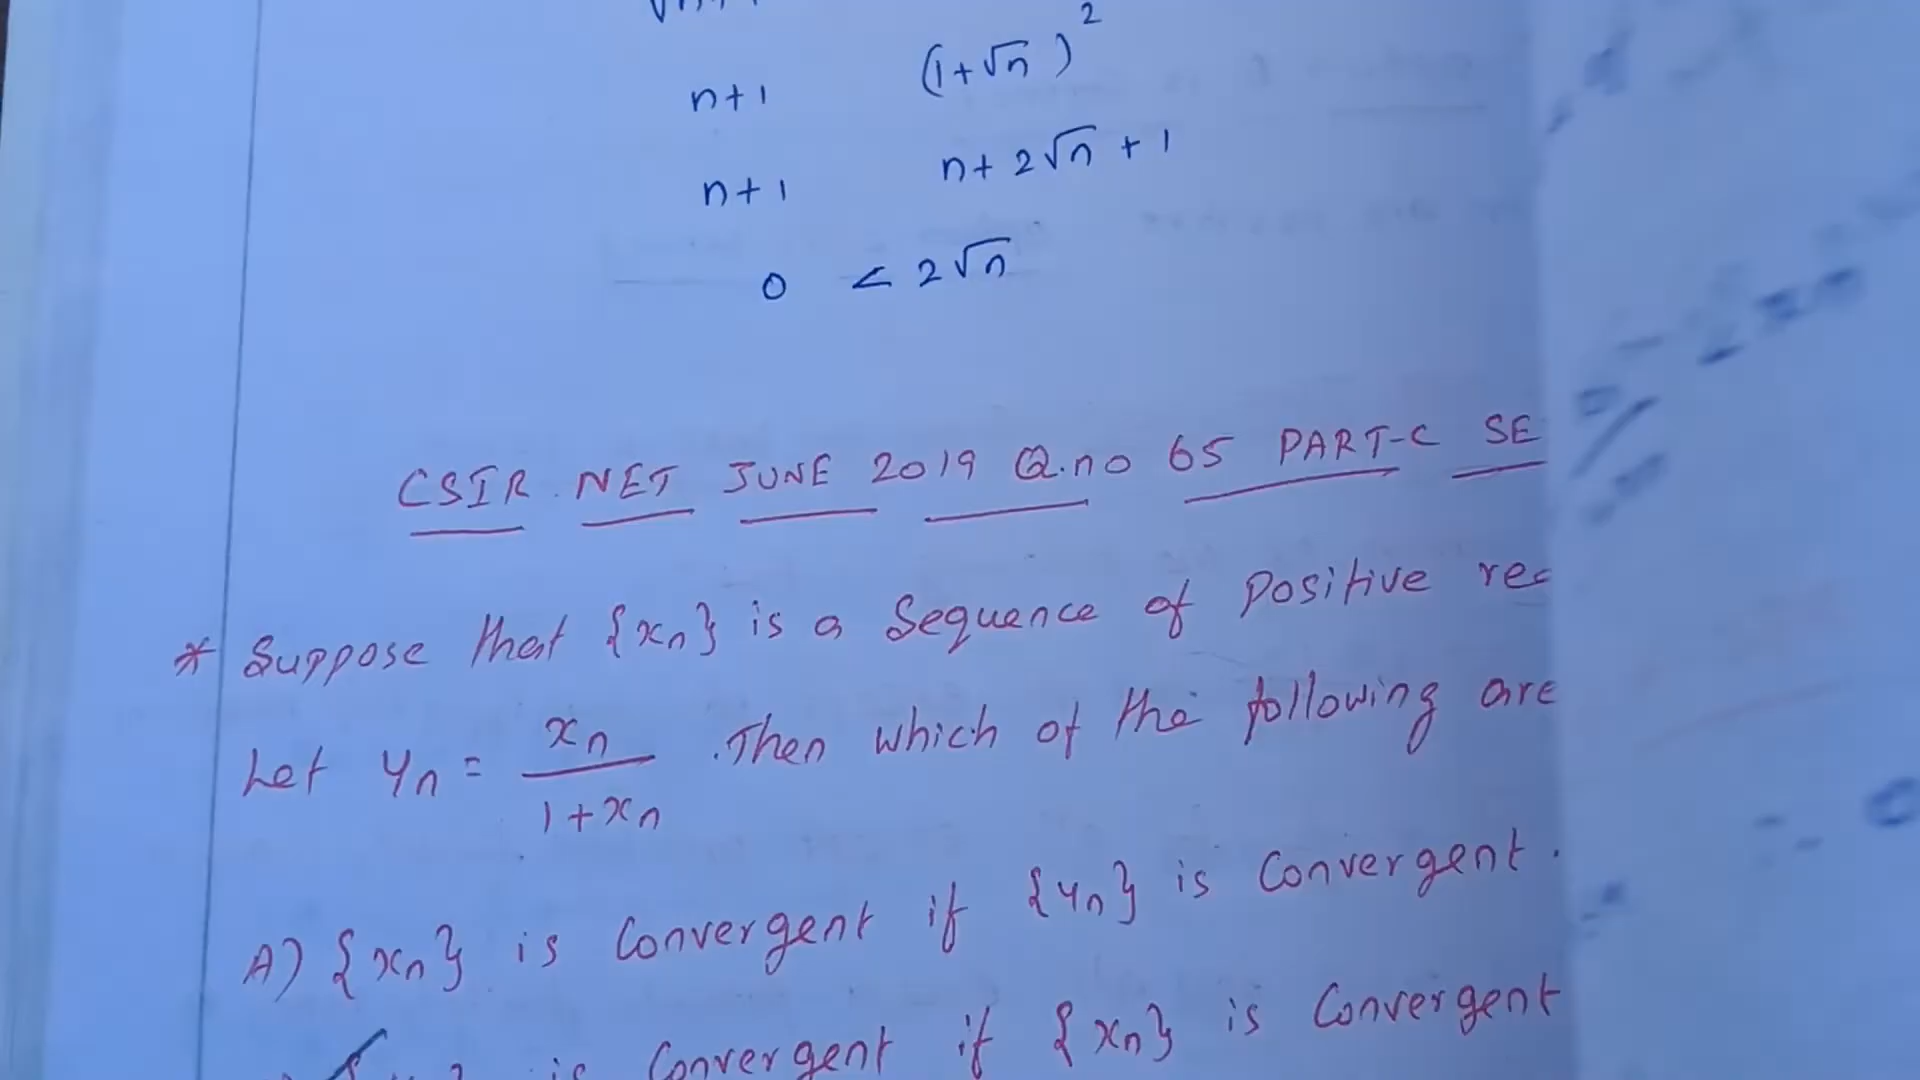 (1+√n)²
n+1
n+2√n+1
n+1
0 < 2√n
CSIR NET JUNE 2019 Q.no 65 PART-C SE
* Suppose that {xn} is a Sequence of Positive
Let yn = xn / 1+xn . Then which of the following are
A) {xn} is Convergent if {yn} is Convergent.
is Convergent if {xn} is Convergent